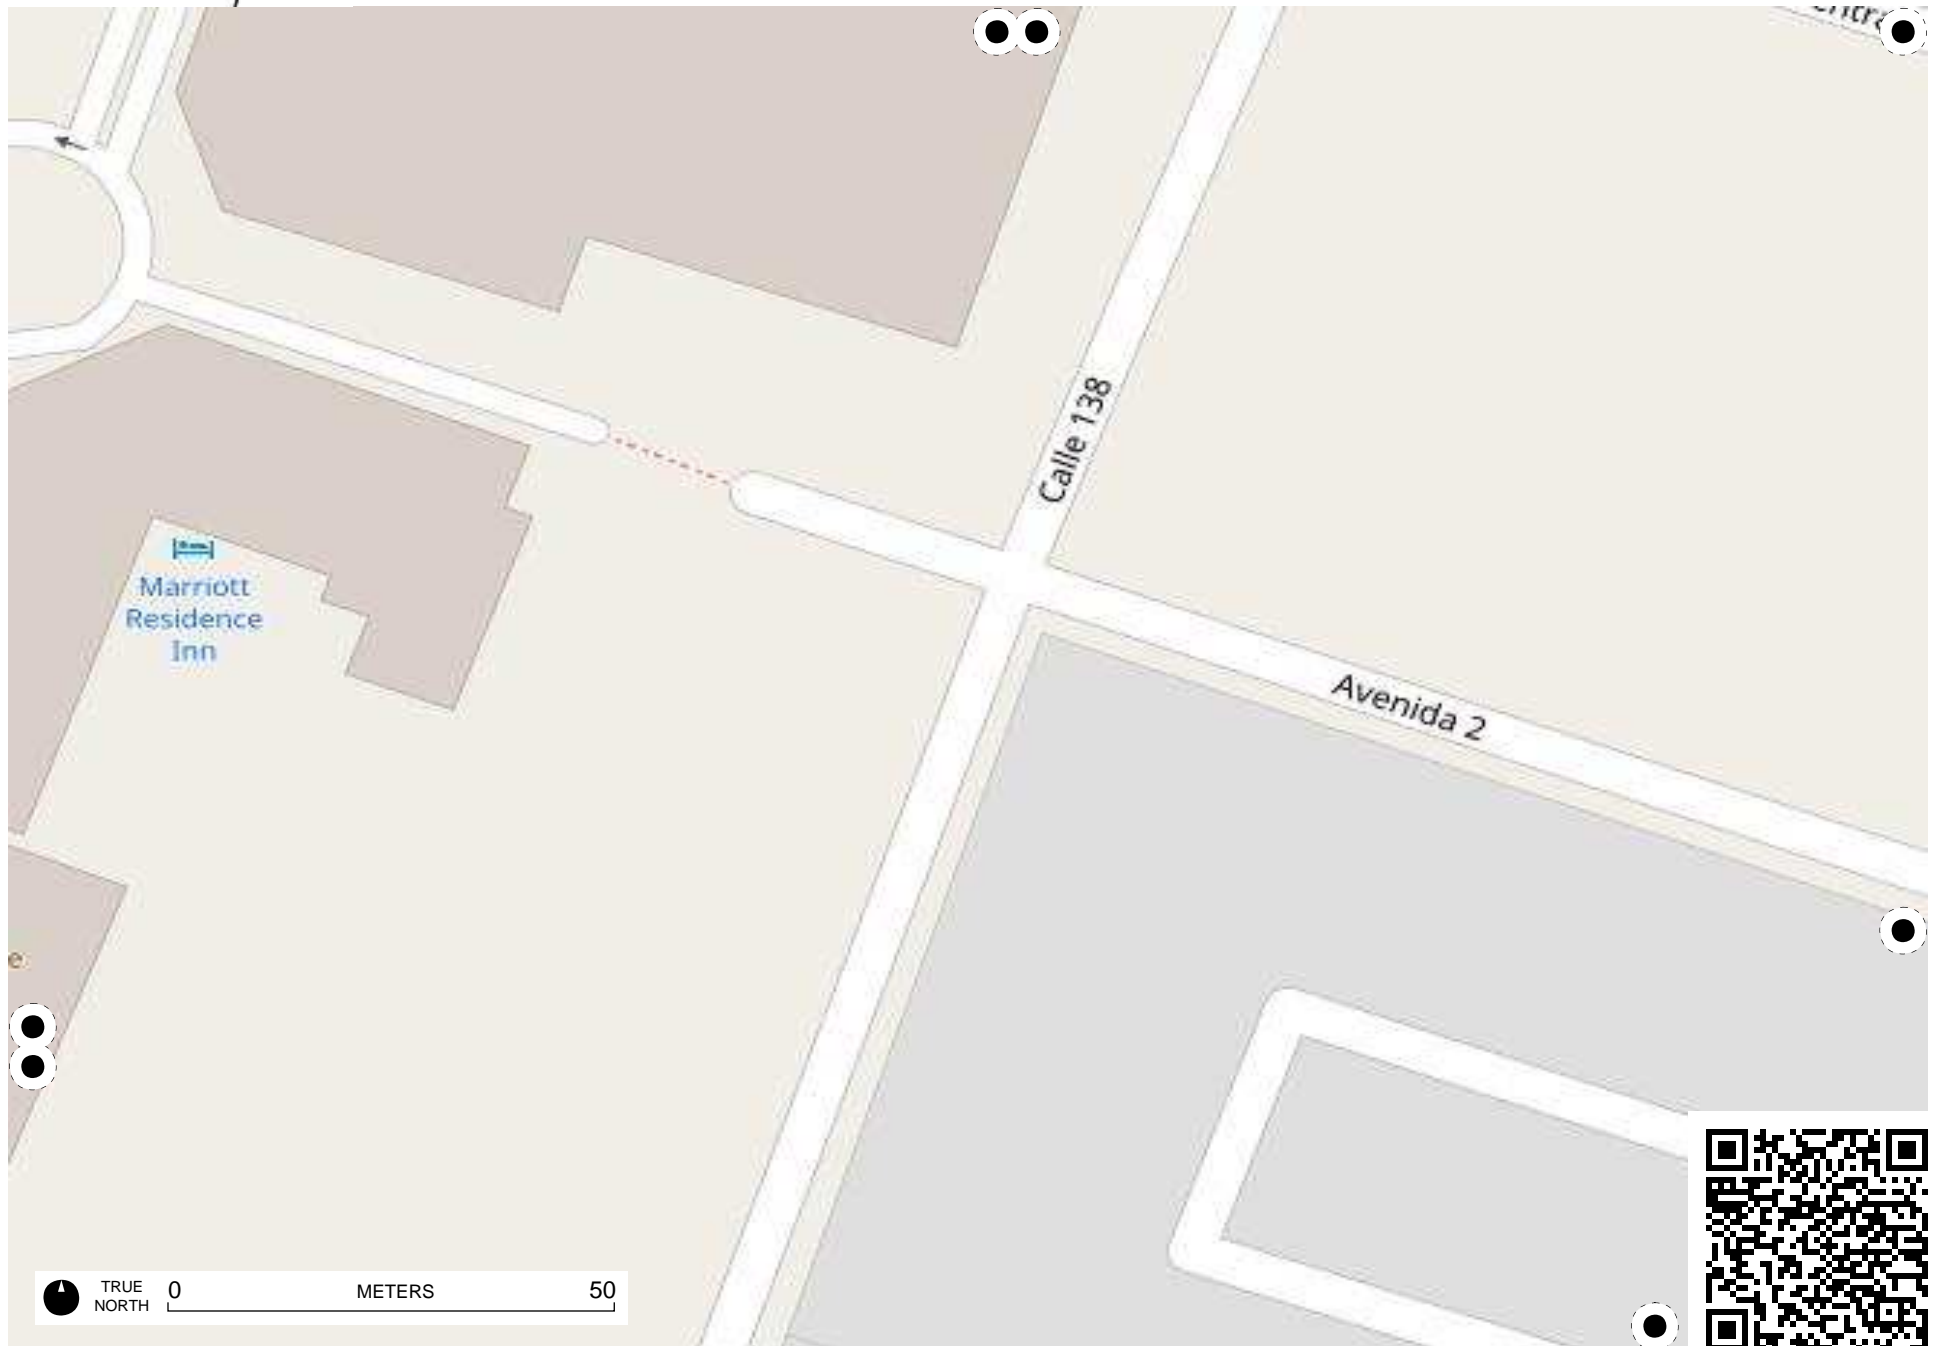 Calle 138
Marriott
Residence
Inn
Avenida 2
TRUE
NORTH
0 METERS 50